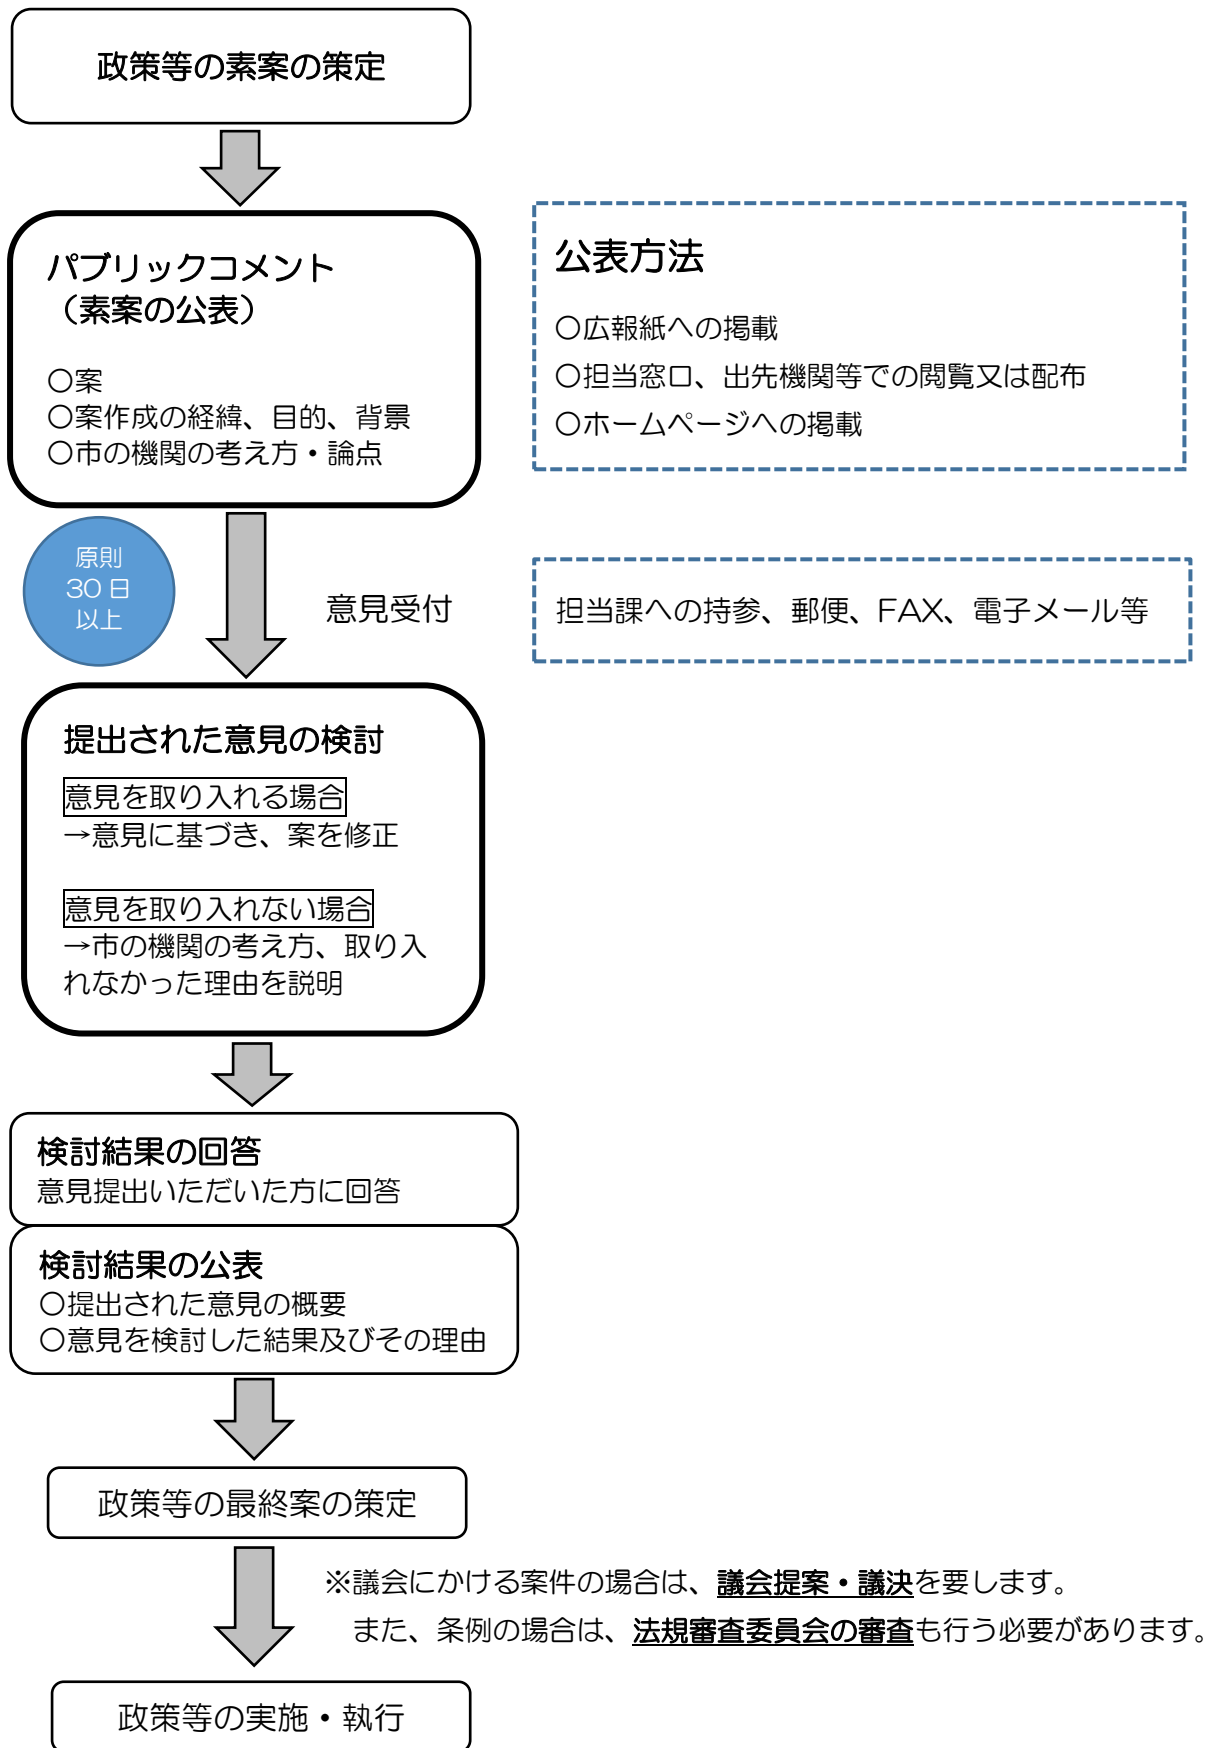 政策等の素案の策定
パブリックコメント
（素案の公表）
○案
○案作成の経緯、目的、背景
○市の機関の考え方・論点
公表方法
○広報紙への掲載
○担当窓口、出先機関等での閲覧又は配布
○ホームページへの掲載
原則
30日
以上
意見受付
担当課への持参、郵便、FAX、電子メール等
提出された意見の検討
意見を取り入れる場合
→意見に基づき、案を修正
意見を取り入れない場合
→市の機関の考え方、取り入
れなかった理由を説明
検討結果の回答
意見提出いただいた方に回答
検討結果の公表
○提出された意見の概要
○意見を検討した結果及びその理由
政策等の最終案の策定
※議会にかける案件の場合は、議会提案・議決を要します。
また、条例の場合は、法規審査委員会の審査も行う必要があります。
政策等の実施・執行